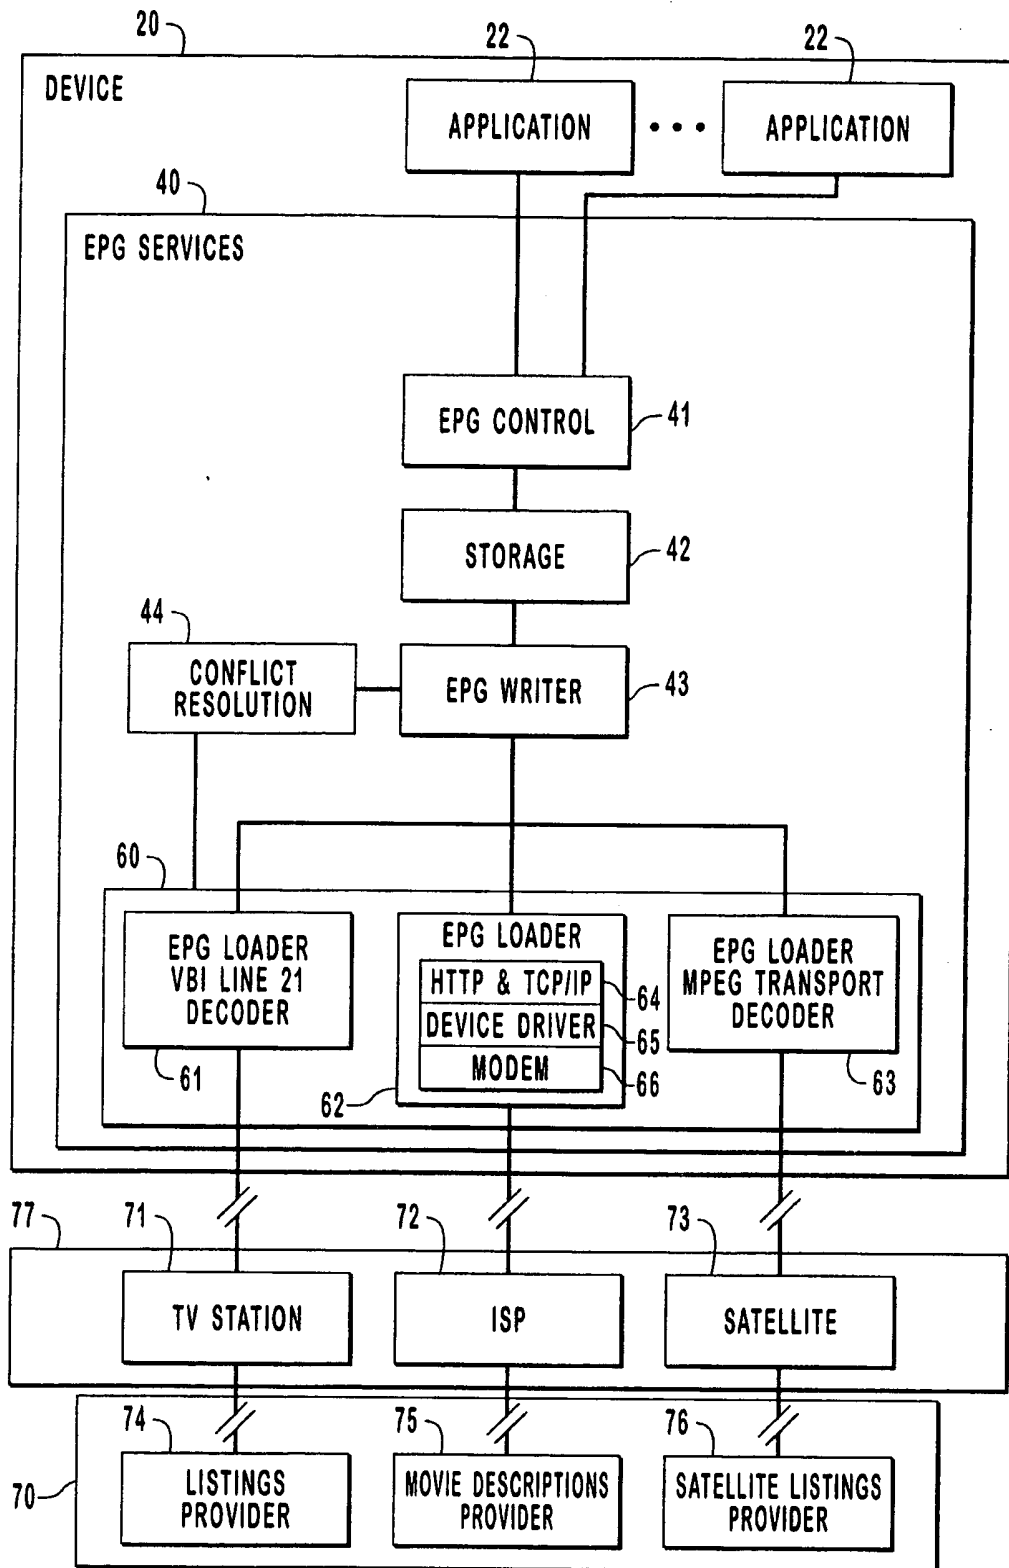 20
22
22
DEVICE
APPLICATION
• • •
APPLICATION
40
EPG SERVICES
EPG CONTROL
41
STORAGE
42
44
CONFLICT
RESOLUTION
EPG WRITER
43
60
EPG LOADER
VBI LINE 21
DECODER
61
EPG LOADER
HTTP & TCP/IP
64
DEVICE DRIVER
65
MODEM
66
62
EPG LOADER
MPEG TRANSPORT
DECODER
63
77
71
TV STATION
72
ISP
73
SATELLITE
70
74
LISTINGS
PROVIDER
75
MOVIE DESCRIPTIONS
PROVIDER
76
SATELLITE LISTINGS
PROVIDER